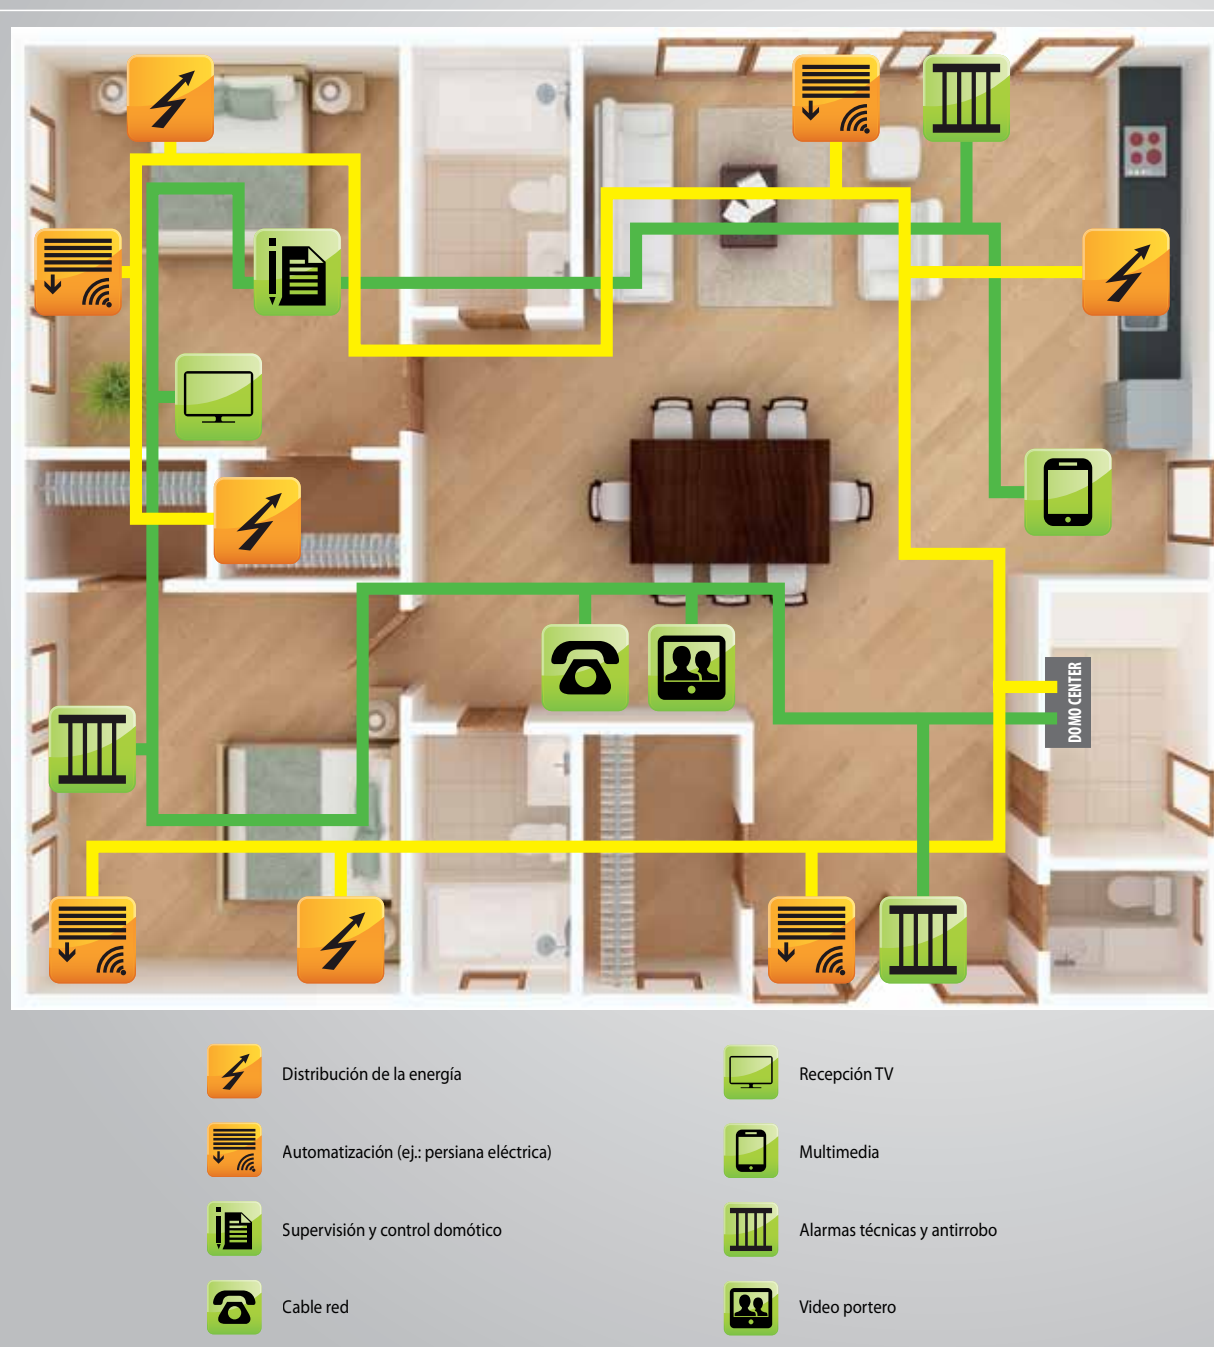 DOMO CENTER
Distribución de la energía
Recepción TV
Automatización (ej.: persiana eléctrica)
Multimedia
Supervisión y control domótico
Alarmas técnicas y antirrobo
Cable red
Video portero